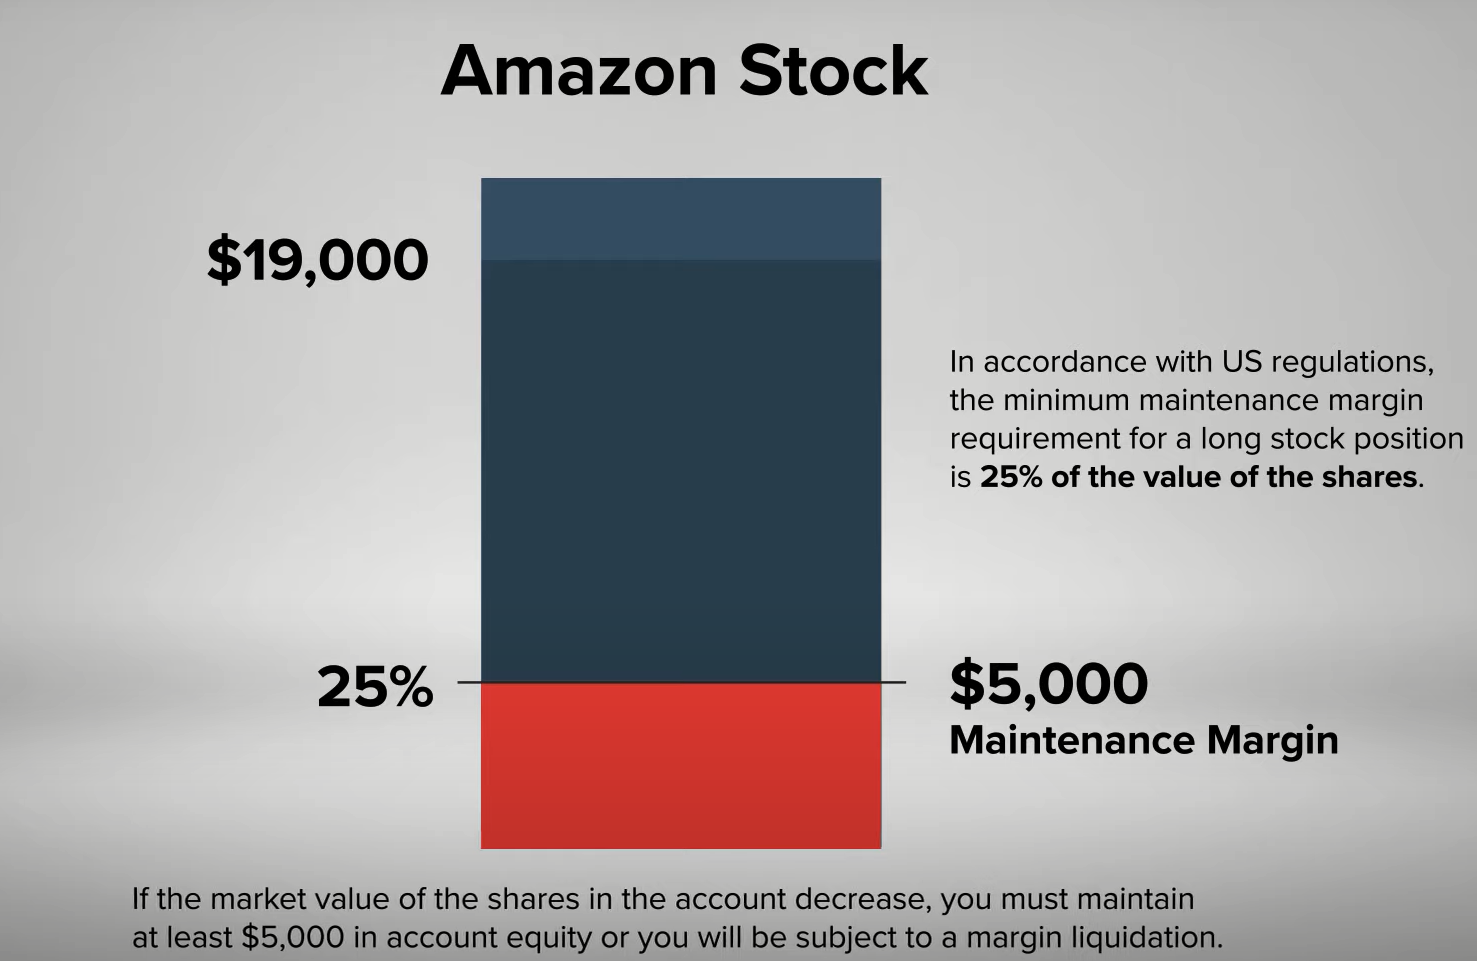 Amazon Stock
$19,000
In accordance with US regulations,
the minimum maintenance margin
requirement for a long stock position
is 25% of the value of the shares.
25%
$5,000
Maintenance Margin
If the market value of the shares in the account decrease, you must maintain
at least $5,000 in account equity or you will be subject to a margin liquidation.